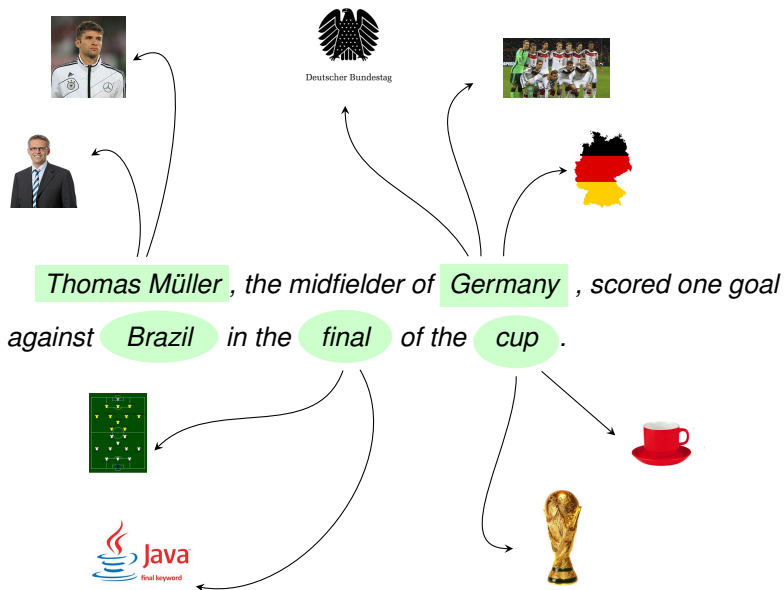 Deutscher Bundestag
Thomas Müller , the midfielder of Germany , scored one goal
against Brazil in the final of the cup .
Java
final keyword